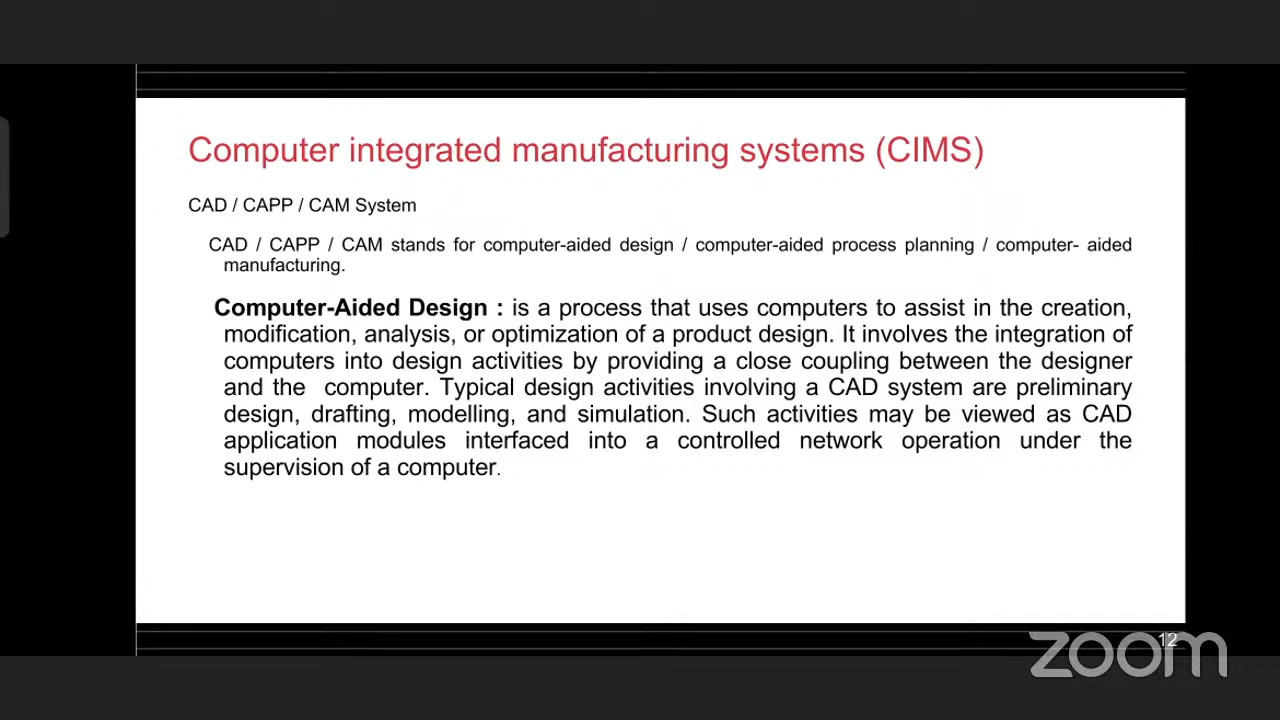 Computer integrated manufacturing systems (CIMS)
CAD / CAPP / CAM System
CAD / CAPP / CAM stands for computer-aided design / computer-aided process planning / computer- aided
manufacturing.
Computer-Aided Design : is a process that uses computers to assist in the creation,
modification, analysis, or optimization of a product design. It involves the integration of
computers into design activities by providing a close coupling between the designer
and the computer. Typical design activities involving a CAD system are preliminary
design, drafting, modelling, and simulation. Such activities may be viewed as CAD
application modules interfaced into a controlled network operation under the
supervision of a computer.
12
zoom